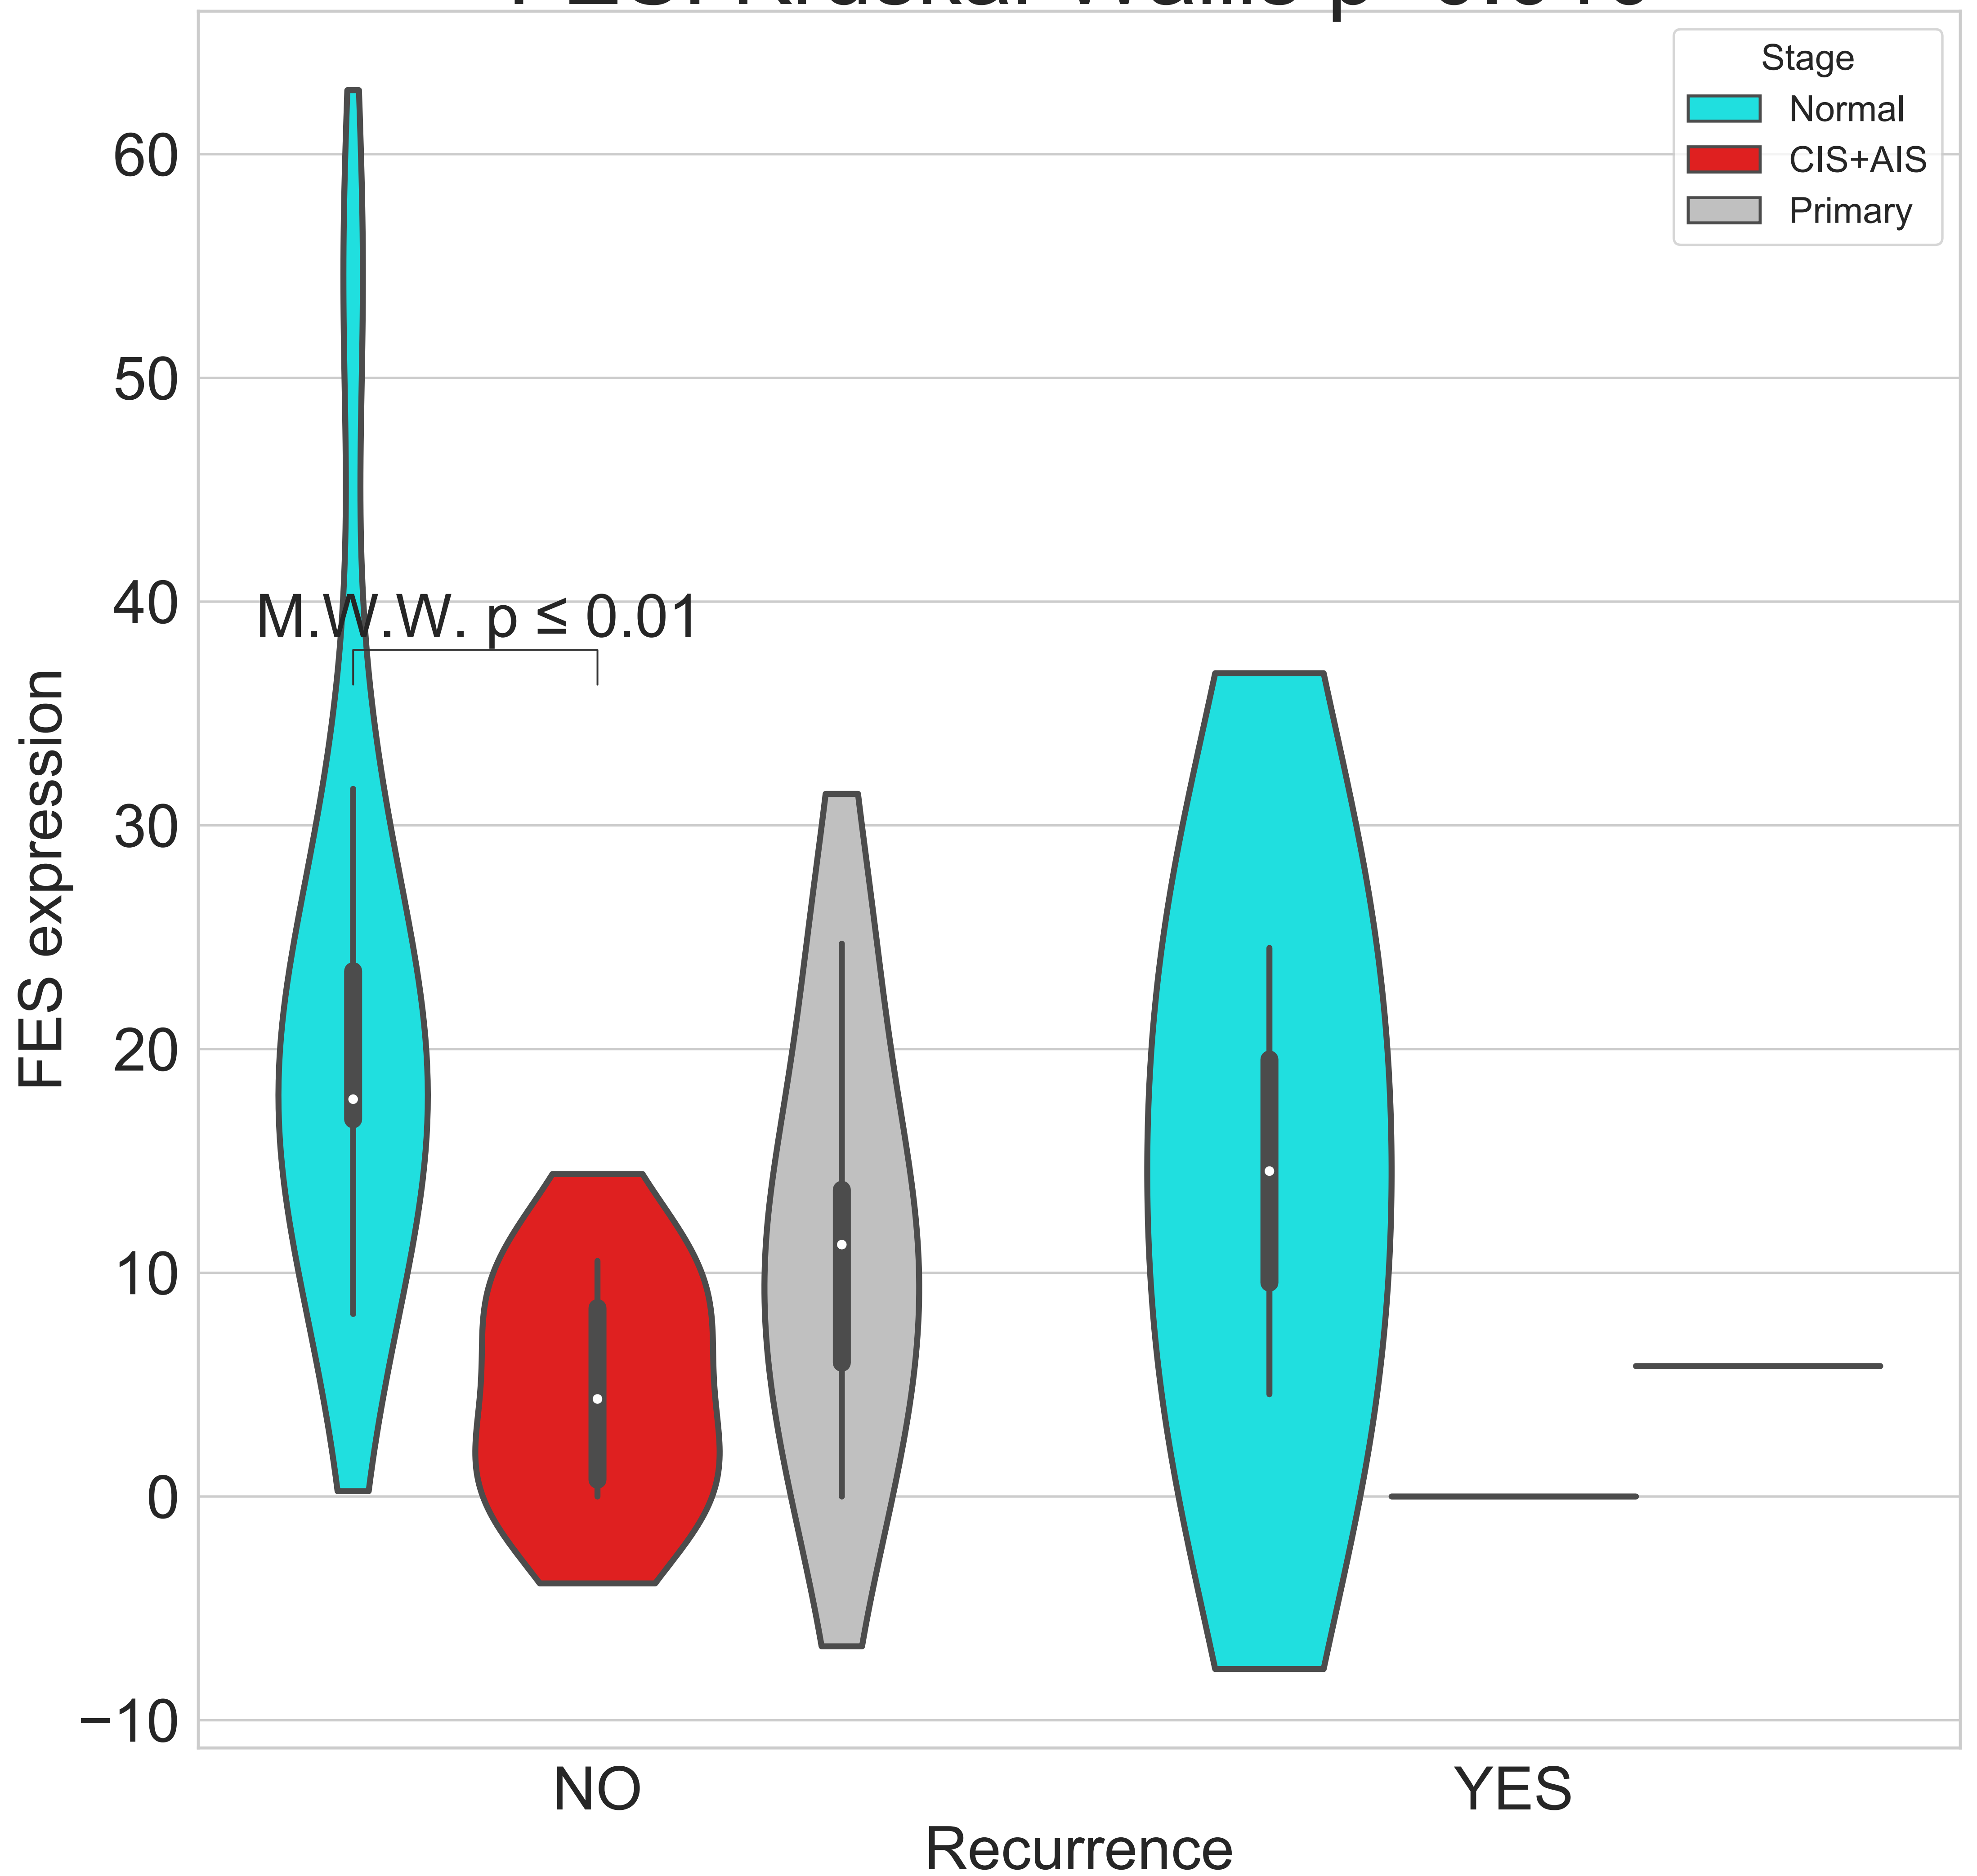 Stage
Normal
CIS+AIS
Primary
60
50
40
30
20
10
0
−10
M.W.W. p ≤ 0.01
FES expression
NO
YES
Recurrence